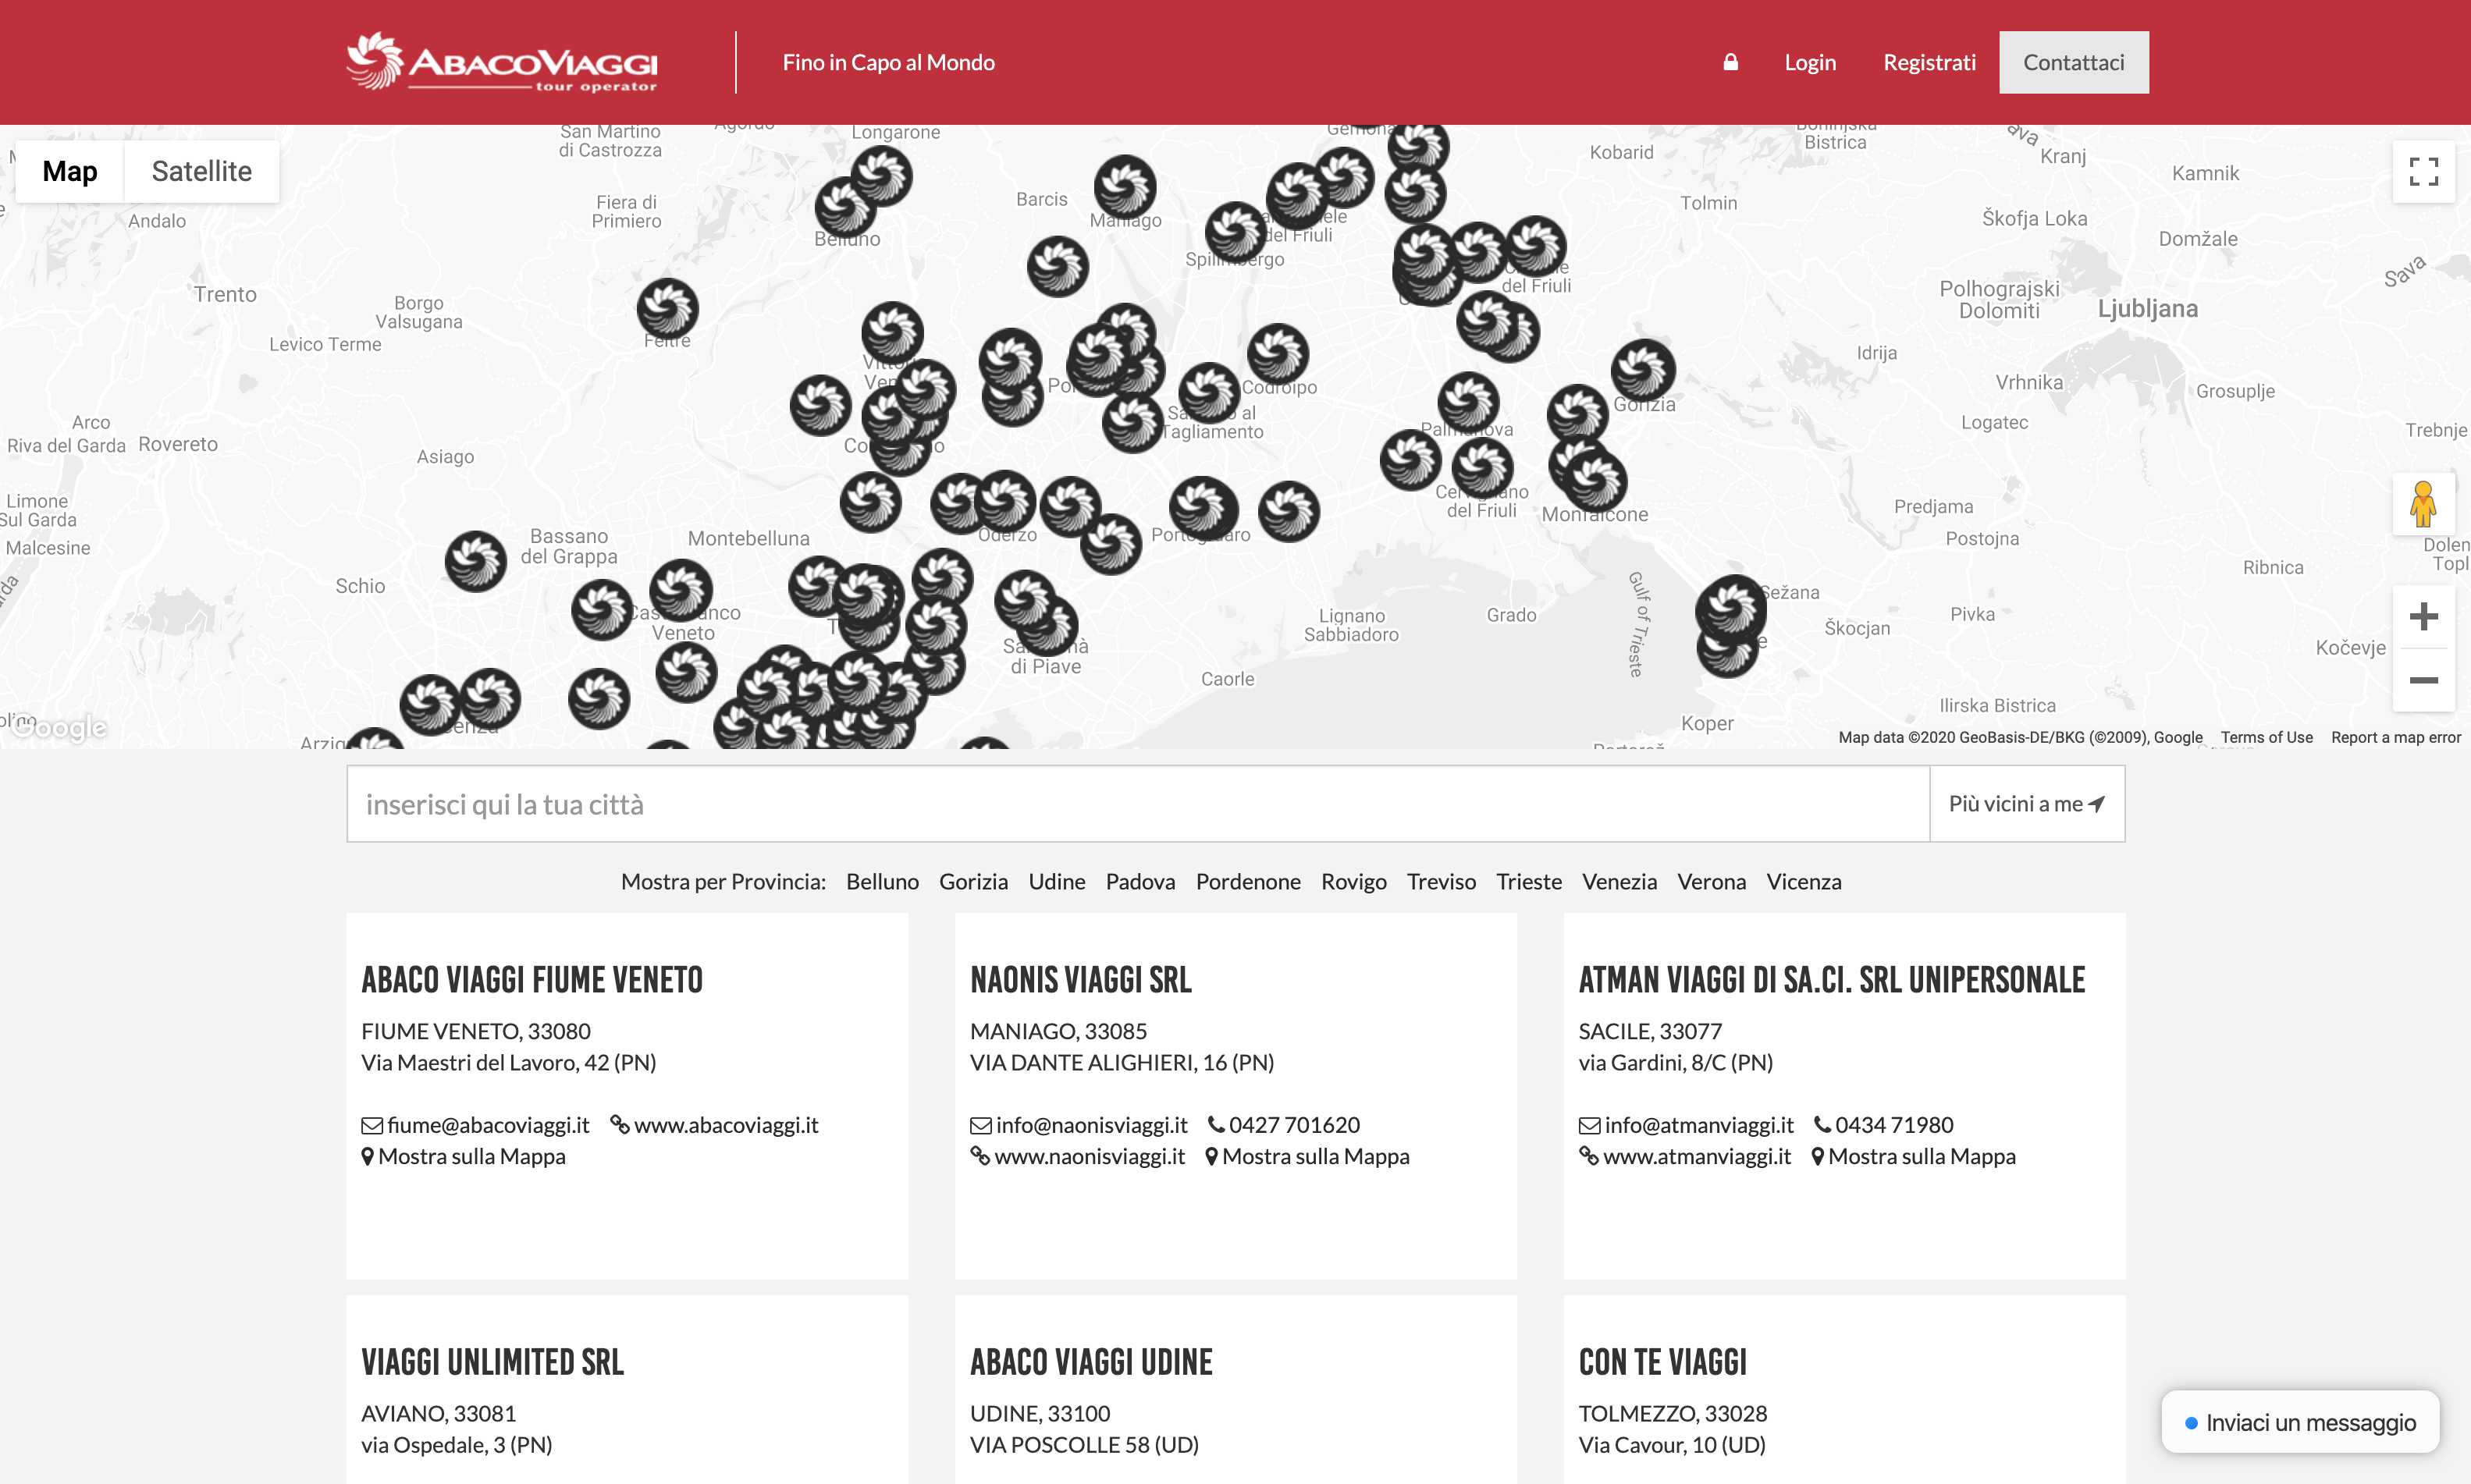 ABACOVIAGGI
tour operator
Fino in Capo al Mondo
Login
Registrati
Contattaci
Map
Satellite
San Martino
di Castrozza
Longarone
Kobarid
Bistrica
Kranj
Kamnik
Andalo
Fiera di
Primiero
Barcis
Maniago
Tolmin
Škofja Loka
Domžale
Belluno
del Friuli
Spilimbergo
del Friuli
Sava
Trento
Borgo
Valsugana
Levico Terme
Feltre
Polhograjski
Dolomiti
Ljubljana
Idrija
Vrhnika
Grosuplje
Codroipo
Gorizia
Arco
Riva del Garda
Rovereto
Asiago
Tagliamento
Palmanova
Logatec
Trebnje
Limone
Sul Garda
Malcesine
Bassano
del Grappa
Montebelluna
Oderzo
Cervignano
del Friuli
Monfalcone
Predjama
Postojna
Schio
Veneto
di Piave
Lignano
Sabbiadoro
Grado
Gulf of Trieste
Sežana
Škocjan
Pivka
Ribnica
Kočevje
Caorle
Koper
Ilirska Bistrica
Google
Map data ©2020 GeoBasis-DE/BKG (©2009), Google
Terms of Use
Report a map error
inserisci qui la tua città
Più vicini a me
Mostra per Provincia: Belluno Gorizia Udine Padova Pordenone Rovigo Treviso Trieste Venezia Verona Vicenza
ABACO VIAGGI FIUME VENETO
FIUME VENETO, 33080
Via Maestri del Lavoro, 42 (PN)
fiume@abacoviaggi.it www.abacoviaggi.it
Mostra sulla Mappa
NAONIS VIAGGI SRL
MANIAGO, 33085
VIA DANTE ALIGHIERI, 16 (PN)
info@naonisviaggi.it 0427 701620
www.naonisviaggi.it Mostra sulla Mappa
ATMAN VIAGGI DI SA.CI. SRL UNIPERSONALE
SACILE, 33077
via Gardini, 8/C (PN)
info@atmanviaggi.it 0434 71980
www.atmanviaggi.it Mostra sulla Mappa
VIAGGI UNLIMITED SRL
AVIANO, 33081
via Ospedale, 3 (PN)
ABACO VIAGGI UDINE
UDINE, 33100
VIA POSCOLLE 58 (UD)
CON TE VIAGGI
TOLMEZZO, 33028
Via Cavour, 10 (UD)
Inviaci un messaggio